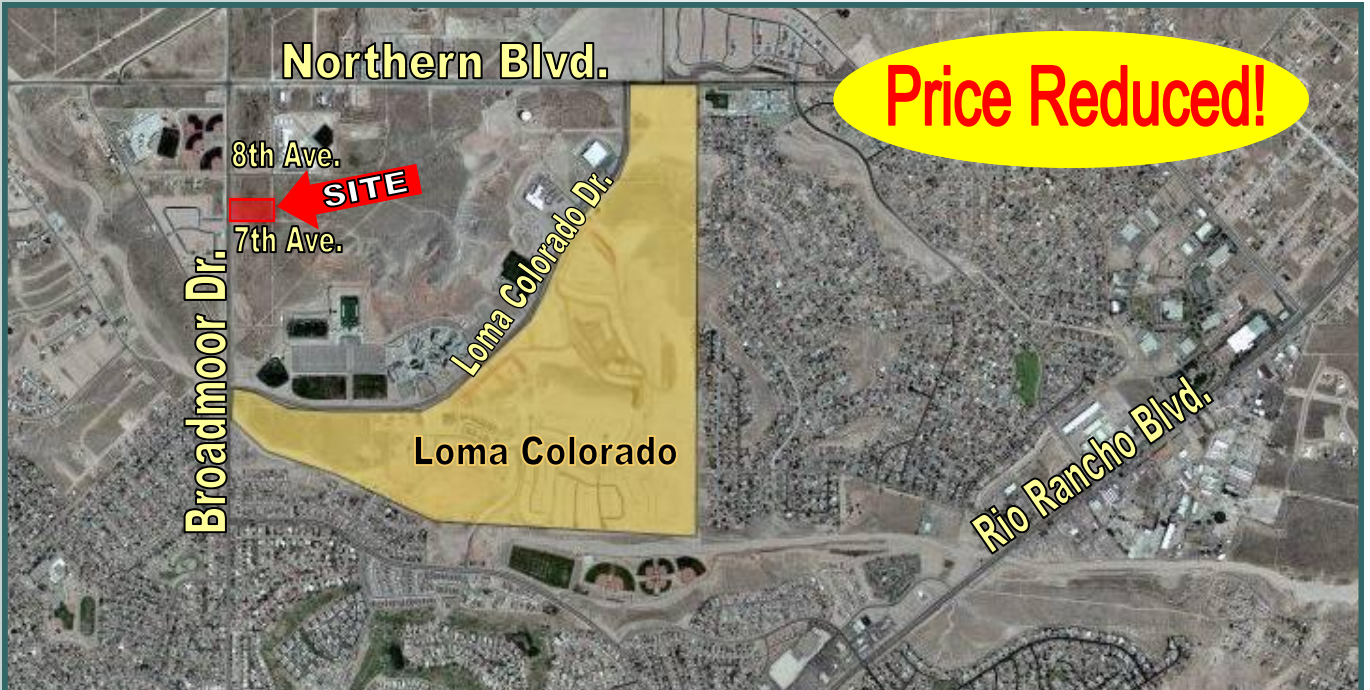 Northern Blvd.
Price Reduced!
8th Ave.
SITE
7th Ave.
Loma Colorado Dr.
Broadmoor Dr.
Loma Colorado
Rio Rancho Blvd.